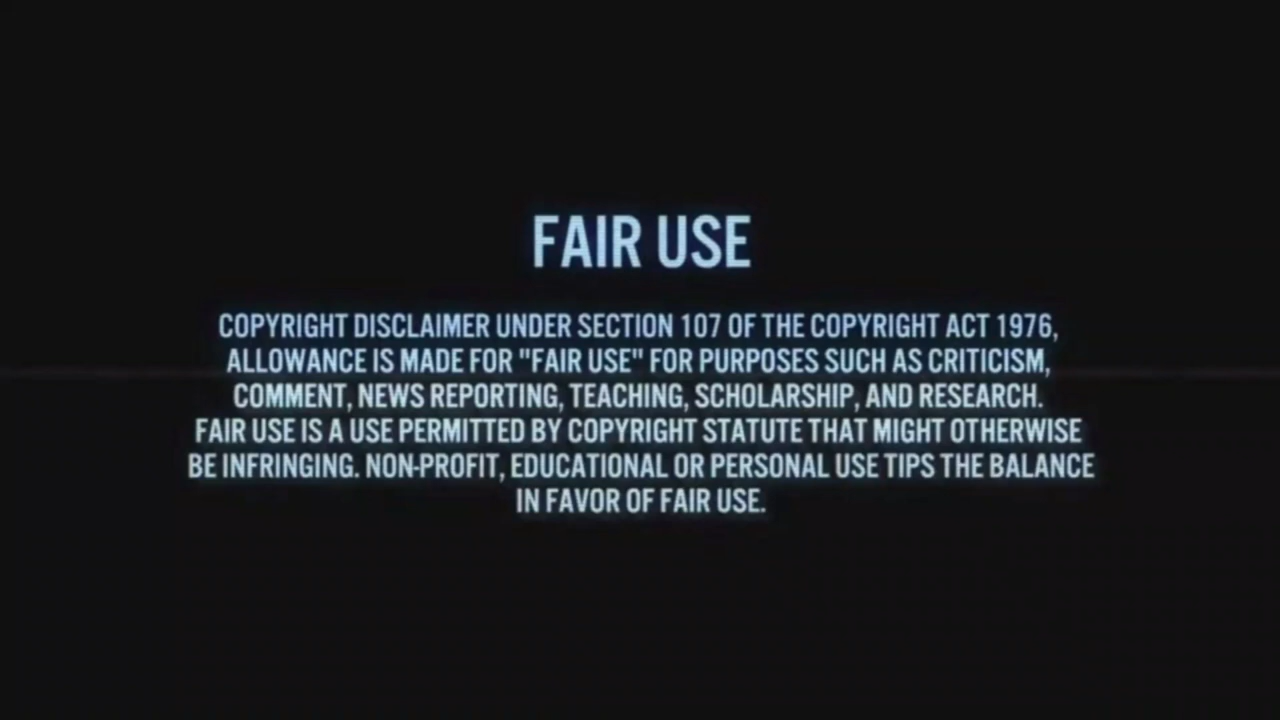 FAIR USE
COPYRIGHT DISCLAIMER UNDER SECTION 107 OF THE COPYRIGHT ACT 1976,
ALLOWANCE IS MADE FOR "FAIR USE" FOR PURPOSES SUCH AS CRITICISM,
COMMENT, NEWS REPORTING, TEACHING, SCHOLARSHIP, AND RESEARCH.
FAIR USE IS A USE PERMITTED BY COPYRIGHT STATUTE THAT MIGHT OTHERWISE
BE INFRINGING. NON-PROFIT, EDUCATIONAL OR PERSONAL USE TIPS THE BALANCE
IN FAVOR OF FAIR USE.